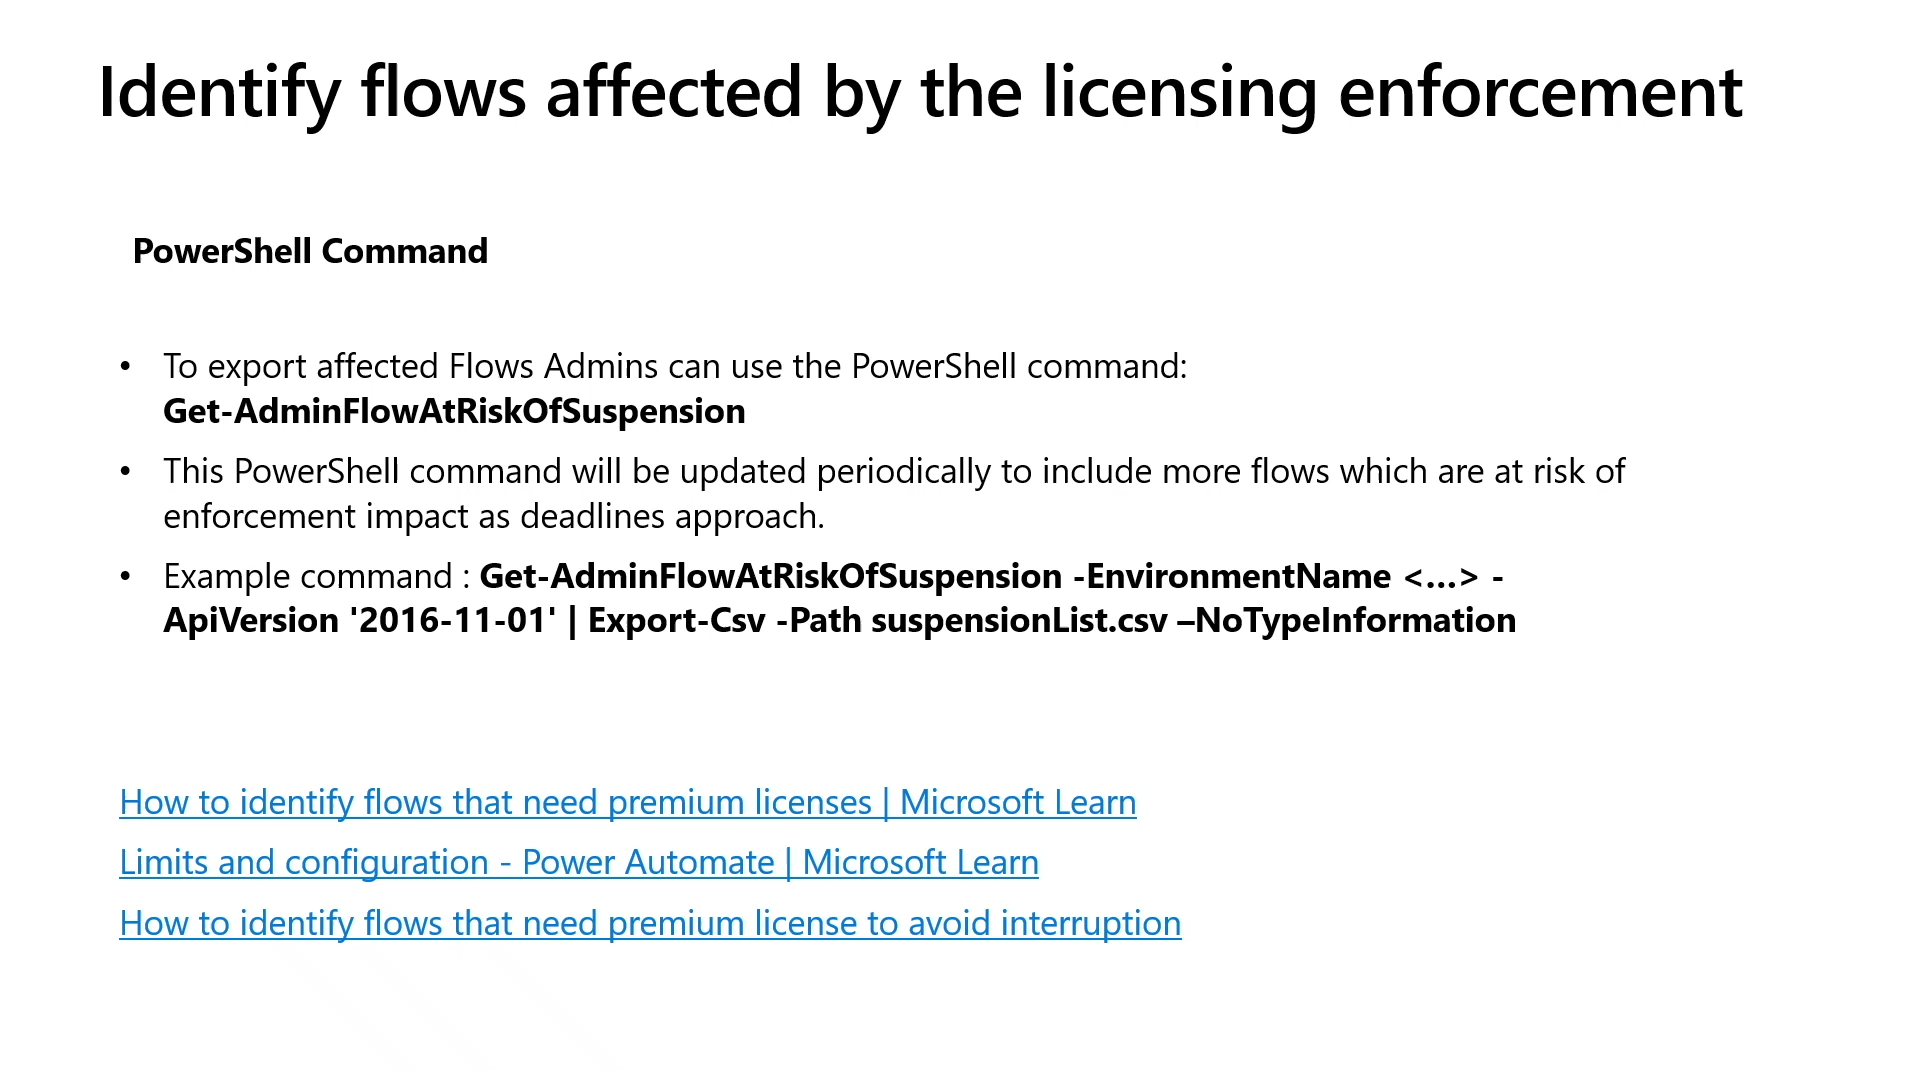 Identify flows affected by the licensing enforcement
PowerShell Command
• To export affected Flows Admins can use the PowerShell command:
Get-AdminFlowAtRiskOfSuspension
• This PowerShell command will be updated periodically to include more flows which are at risk of
enforcement impact as deadlines approach.
• Example command : Get-AdminFlowAtRiskOfSuspension -EnvironmentName <…> -
ApiVersion '2016-11-01' | Export-Csv -Path suspensionList.csv –NoTypeInformation
How to identify flows that need premium licenses | Microsoft Learn
Limits and configuration - Power Automate | Microsoft Learn
How to identify flows that need premium license to avoid interruption